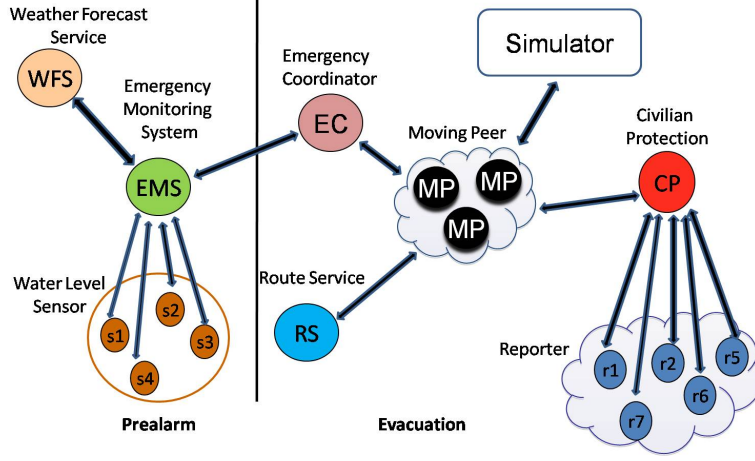 Weather Forecast
Service
WFS
Emergency
Monitoring
System
EMS
Water Level
Sensor
s1
s2
s3
s4
Prealarm
Emergency
Coordinator
EC
Simulator
Moving Peer
MP
MP
MP
Civilian
Protection
CP
Route Service
RS
Reporter
r1
r2
r5
r6
r7
Evacuation